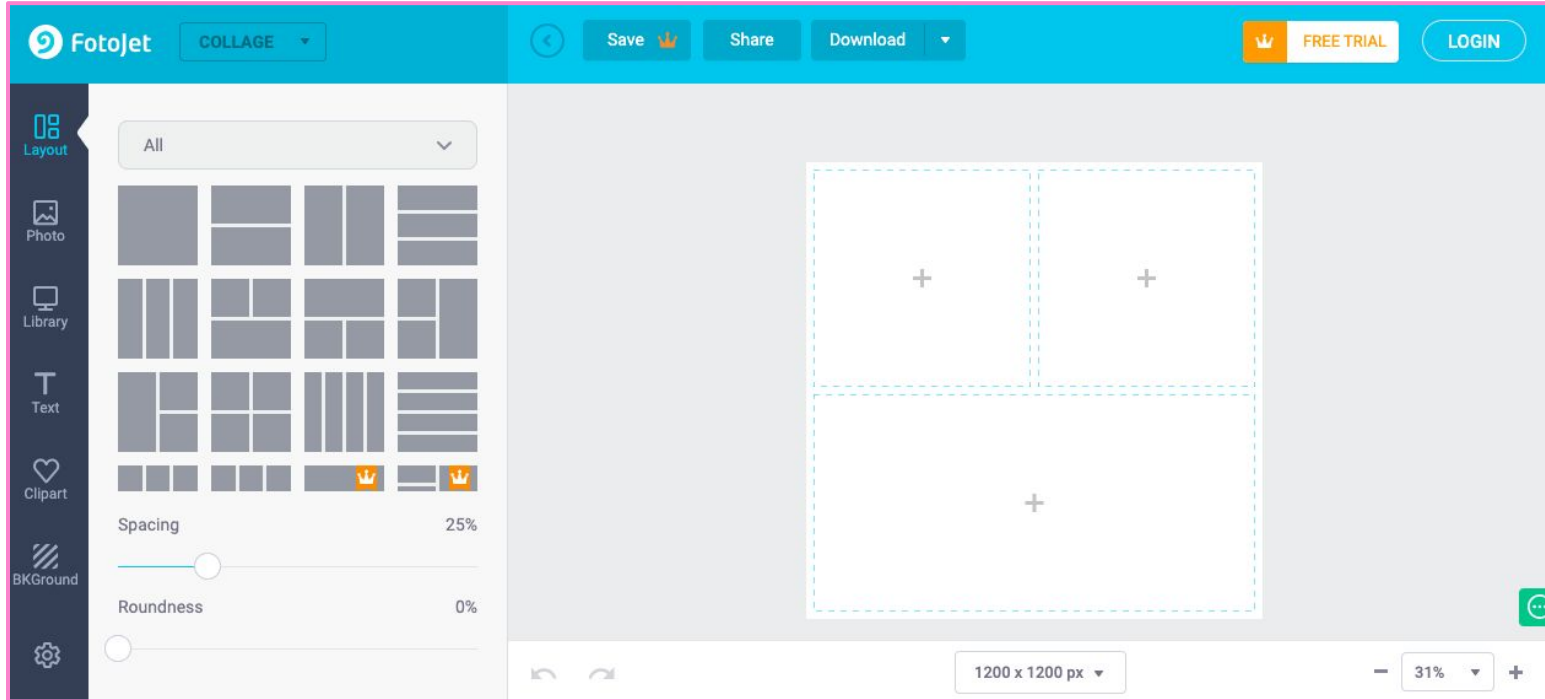 FotoJet
COLLAGE
Save
Share
Download
FREE TRIAL
LOGIN
Layout
Photo
Library
Text
Clipart
BKGround
All
Spacing 25%
Roundness 0%
1200 x 1200 px
31%